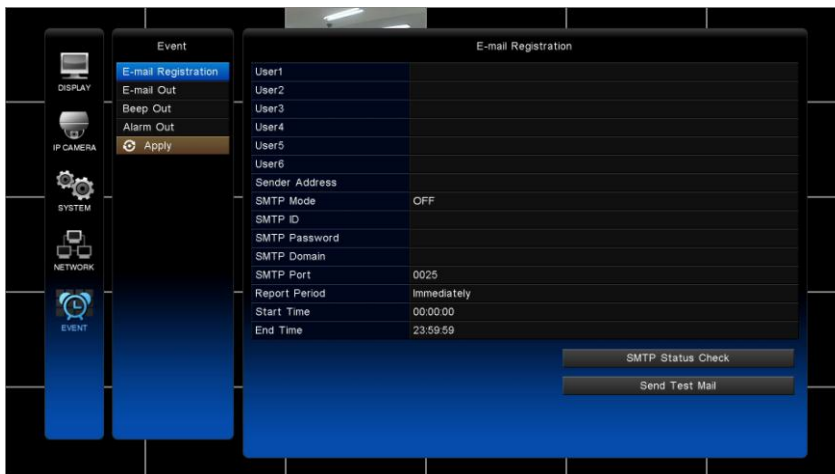 DISPLAY
IP CAMERA
SYSTEM
NETWORK
EVENT
Event
E-mail Registration
E-mail Out
Beep Out
Alarm Out
Apply
E-mail Registration
User1
User2
User3
User4
User5
User6
Sender Address
SMTP Mode OFF
SMTP ID
SMTP Password
SMTP Domain
SMTP Port 0025
Report Period Immediately
Start Time 00:00:00
End Time 23:59:59
SMTP Status Check
Send Test Mail